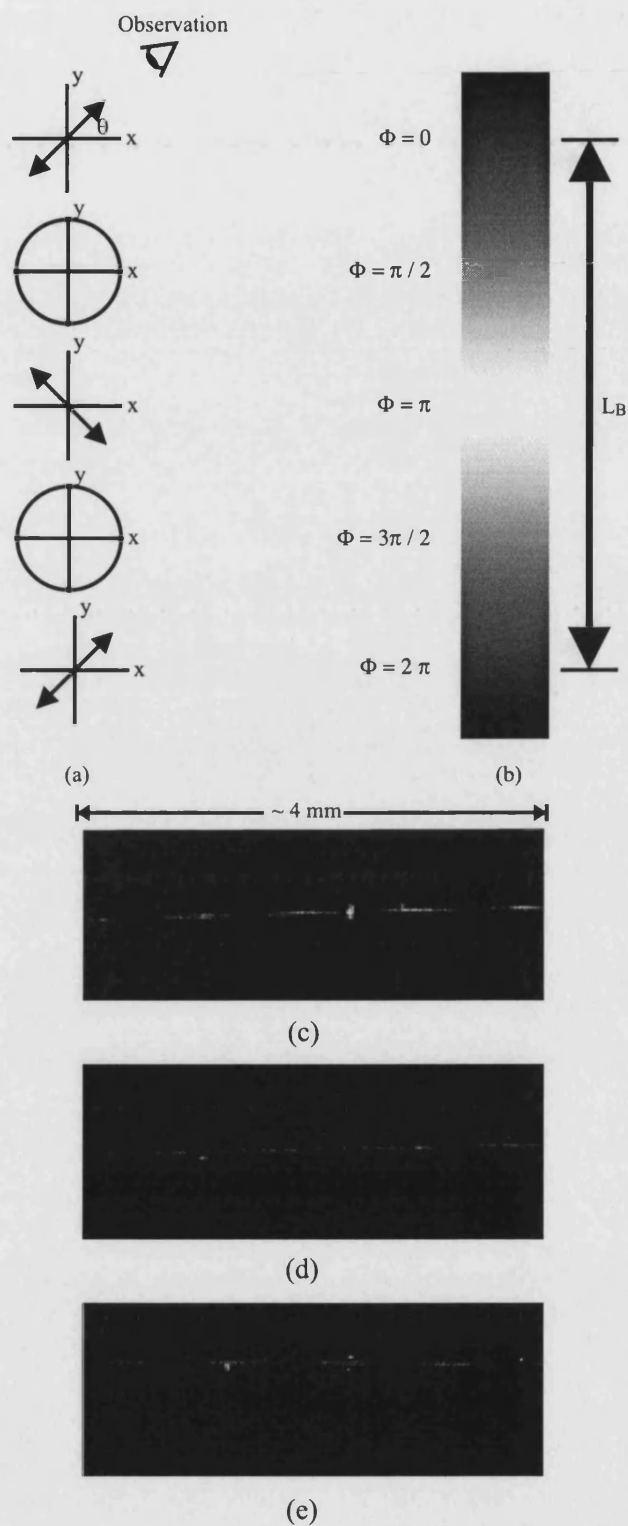 Observation
y
θ
x
Φ = 0
y
x
Φ = π / 2
y
x
Φ = π
L_B
y
x
Φ = 3π / 2
y
x
Φ = 2 π
(a)
(b)
~ 4 mm
(c)
(d)
(e)